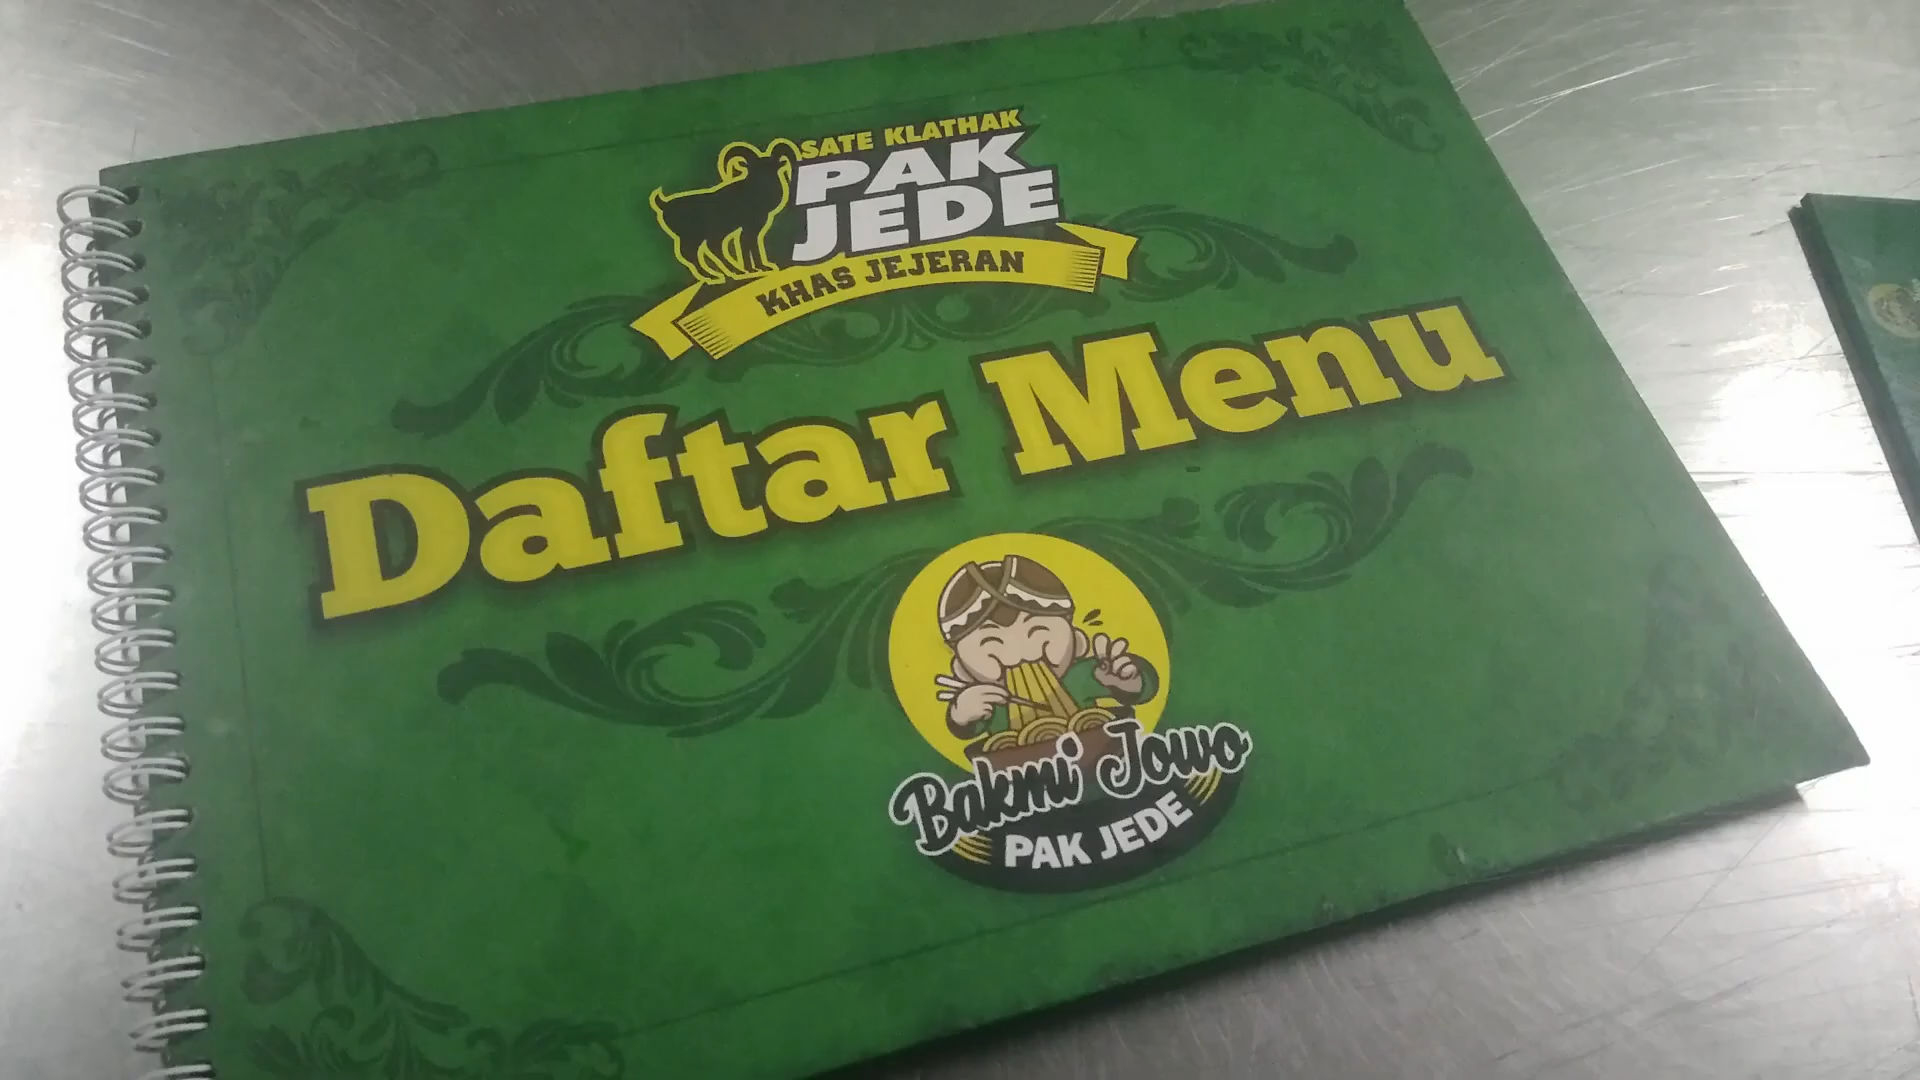 SATE KLATHAK
PAK
JEDE
KHAS JEJERAN
Daftar Menu
Bakmi Jowo
PAK JEDE